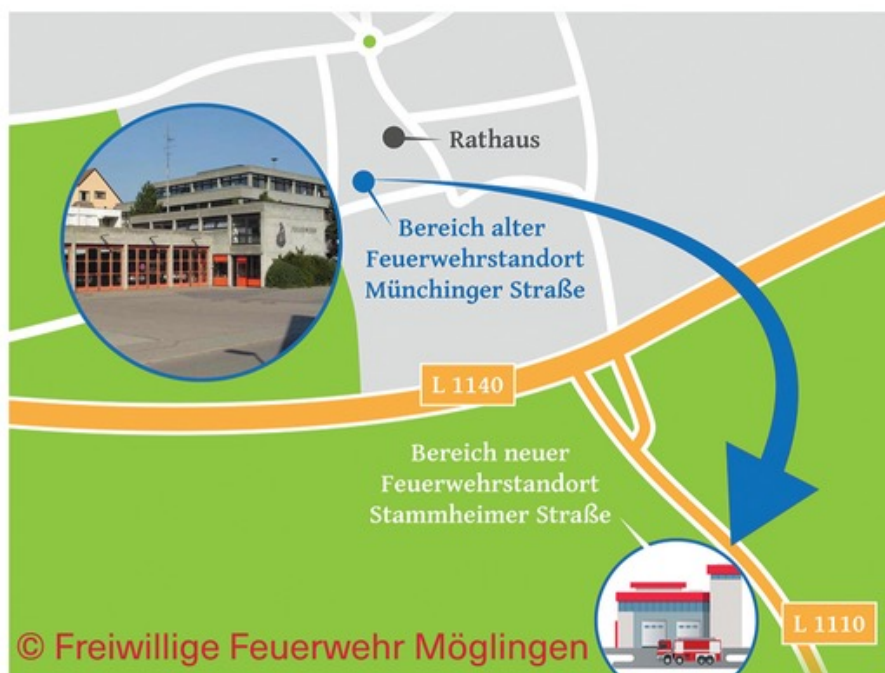 Rathaus
Bereich alter
Feuerwehrstandort
Münchinger Straße
L 1140
Bereich neuer
Feuerwehrstandort
Stammheimer Straße
L 1110
© Freiwillige Feuerwehr Möglingen